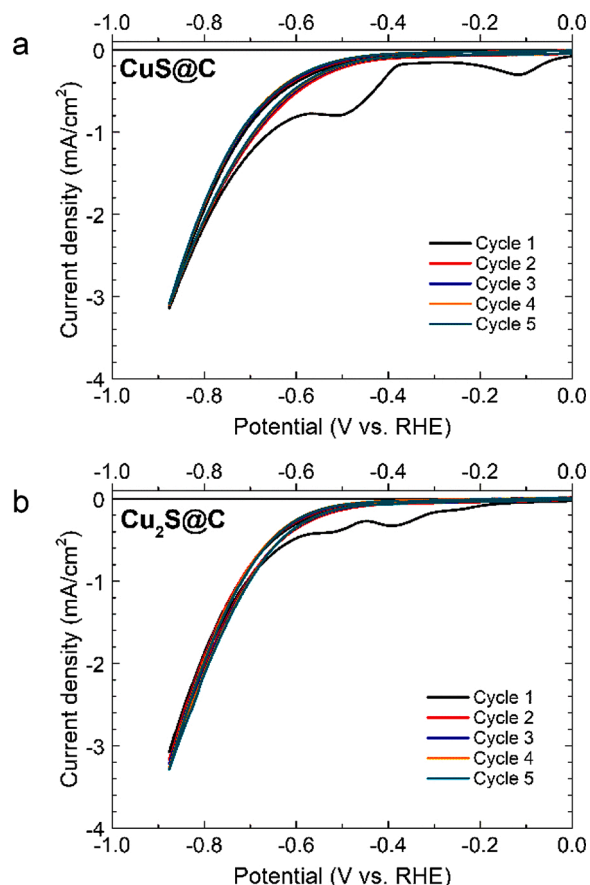 a
-1.0 -0.8 -0.6 -0.4 -0.2 0.0
CuS@C
0
-1
-2
-3
-4
Current density (mA/cm²)
Cycle 1
Cycle 2
Cycle 3
Cycle 4
Cycle 5
-1.0 -0.8 -0.6 -0.4 -0.2 0.0
Potential (V vs. RHE)
b
-1.0 -0.8 -0.6 -0.4 -0.2 0.0
Cu₂S@C
0
-1
-2
-3
-4
Current density (mA/cm²)
Cycle 1
Cycle 2
Cycle 3
Cycle 4
Cycle 5
-1.0 -0.8 -0.6 -0.4 -0.2 0.0
Potential (V vs. RHE)